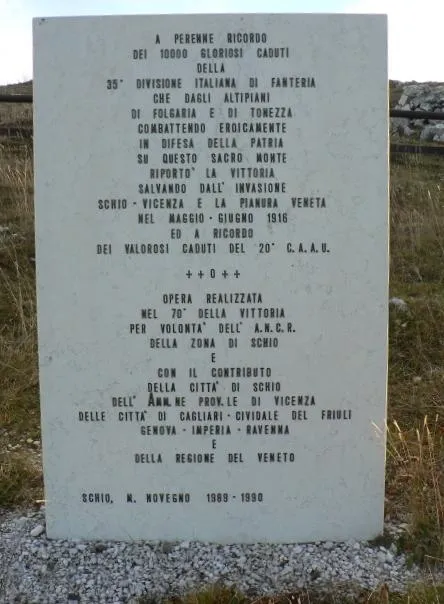 A PERENNE RICORDO
DEI 10000 GLORIOSI CADUTI
DELLA
35° DIVISIONE ITALIANA DI FANTERIA
CHE DAGLI ALTIPIANI
DI FOLGARIA E DI TONEZZA
COMBATTENDO EROICAMENTE
IN DIFESA DELLA PATRIA
SU QUESTO SACRO MONTE
RIPORTO' LA VITTORIA
SALVANDO DALL'INVASIONE
SCHIO - VICENZA E LA PIANURA VENETA
NEL MAGGIO - GIUGNO 1916
ED A RICORDO
DEI VALOROSI CADUTI DEL 20° C.A.A.U.
++O++
OPERA REALIZZATA
NEL 70° DELLA VITTORIA
PER VOLONTA' DELL'A.N.C.R.
DELLA ZONA DI SCHIO
E
CON IL CONTRIBUTO
DELLA CITTA' DI SCHIO
DELL'AMM.NE PROV.LE DI VICENZA
DELLE CITTA' DI CAGLIARI - CIVIDALE DEL FRIULI
GENOVA - IMPERIA - RAVENNA
E
DELLA REGIONE DEL VENETO
SCHIO, M. NOVEGNO 1989 - 1990